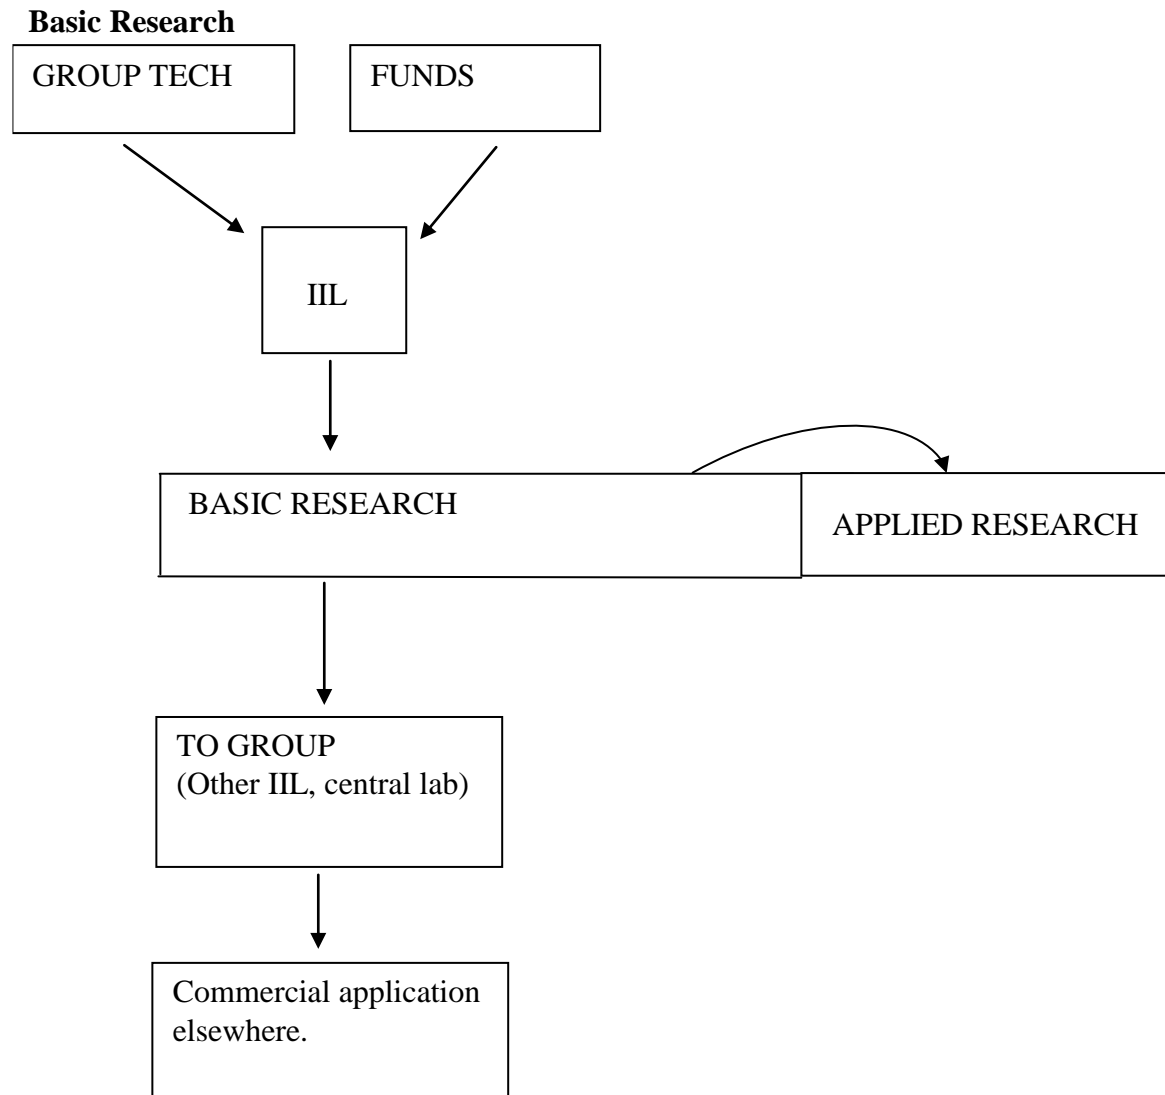 Basic Research
GROUP TECH
FUNDS
IIL
BASIC RESEARCH
APPLIED RESEARCH
TO GROUP
(Other IIL, central lab)
Commercial application
elsewhere.